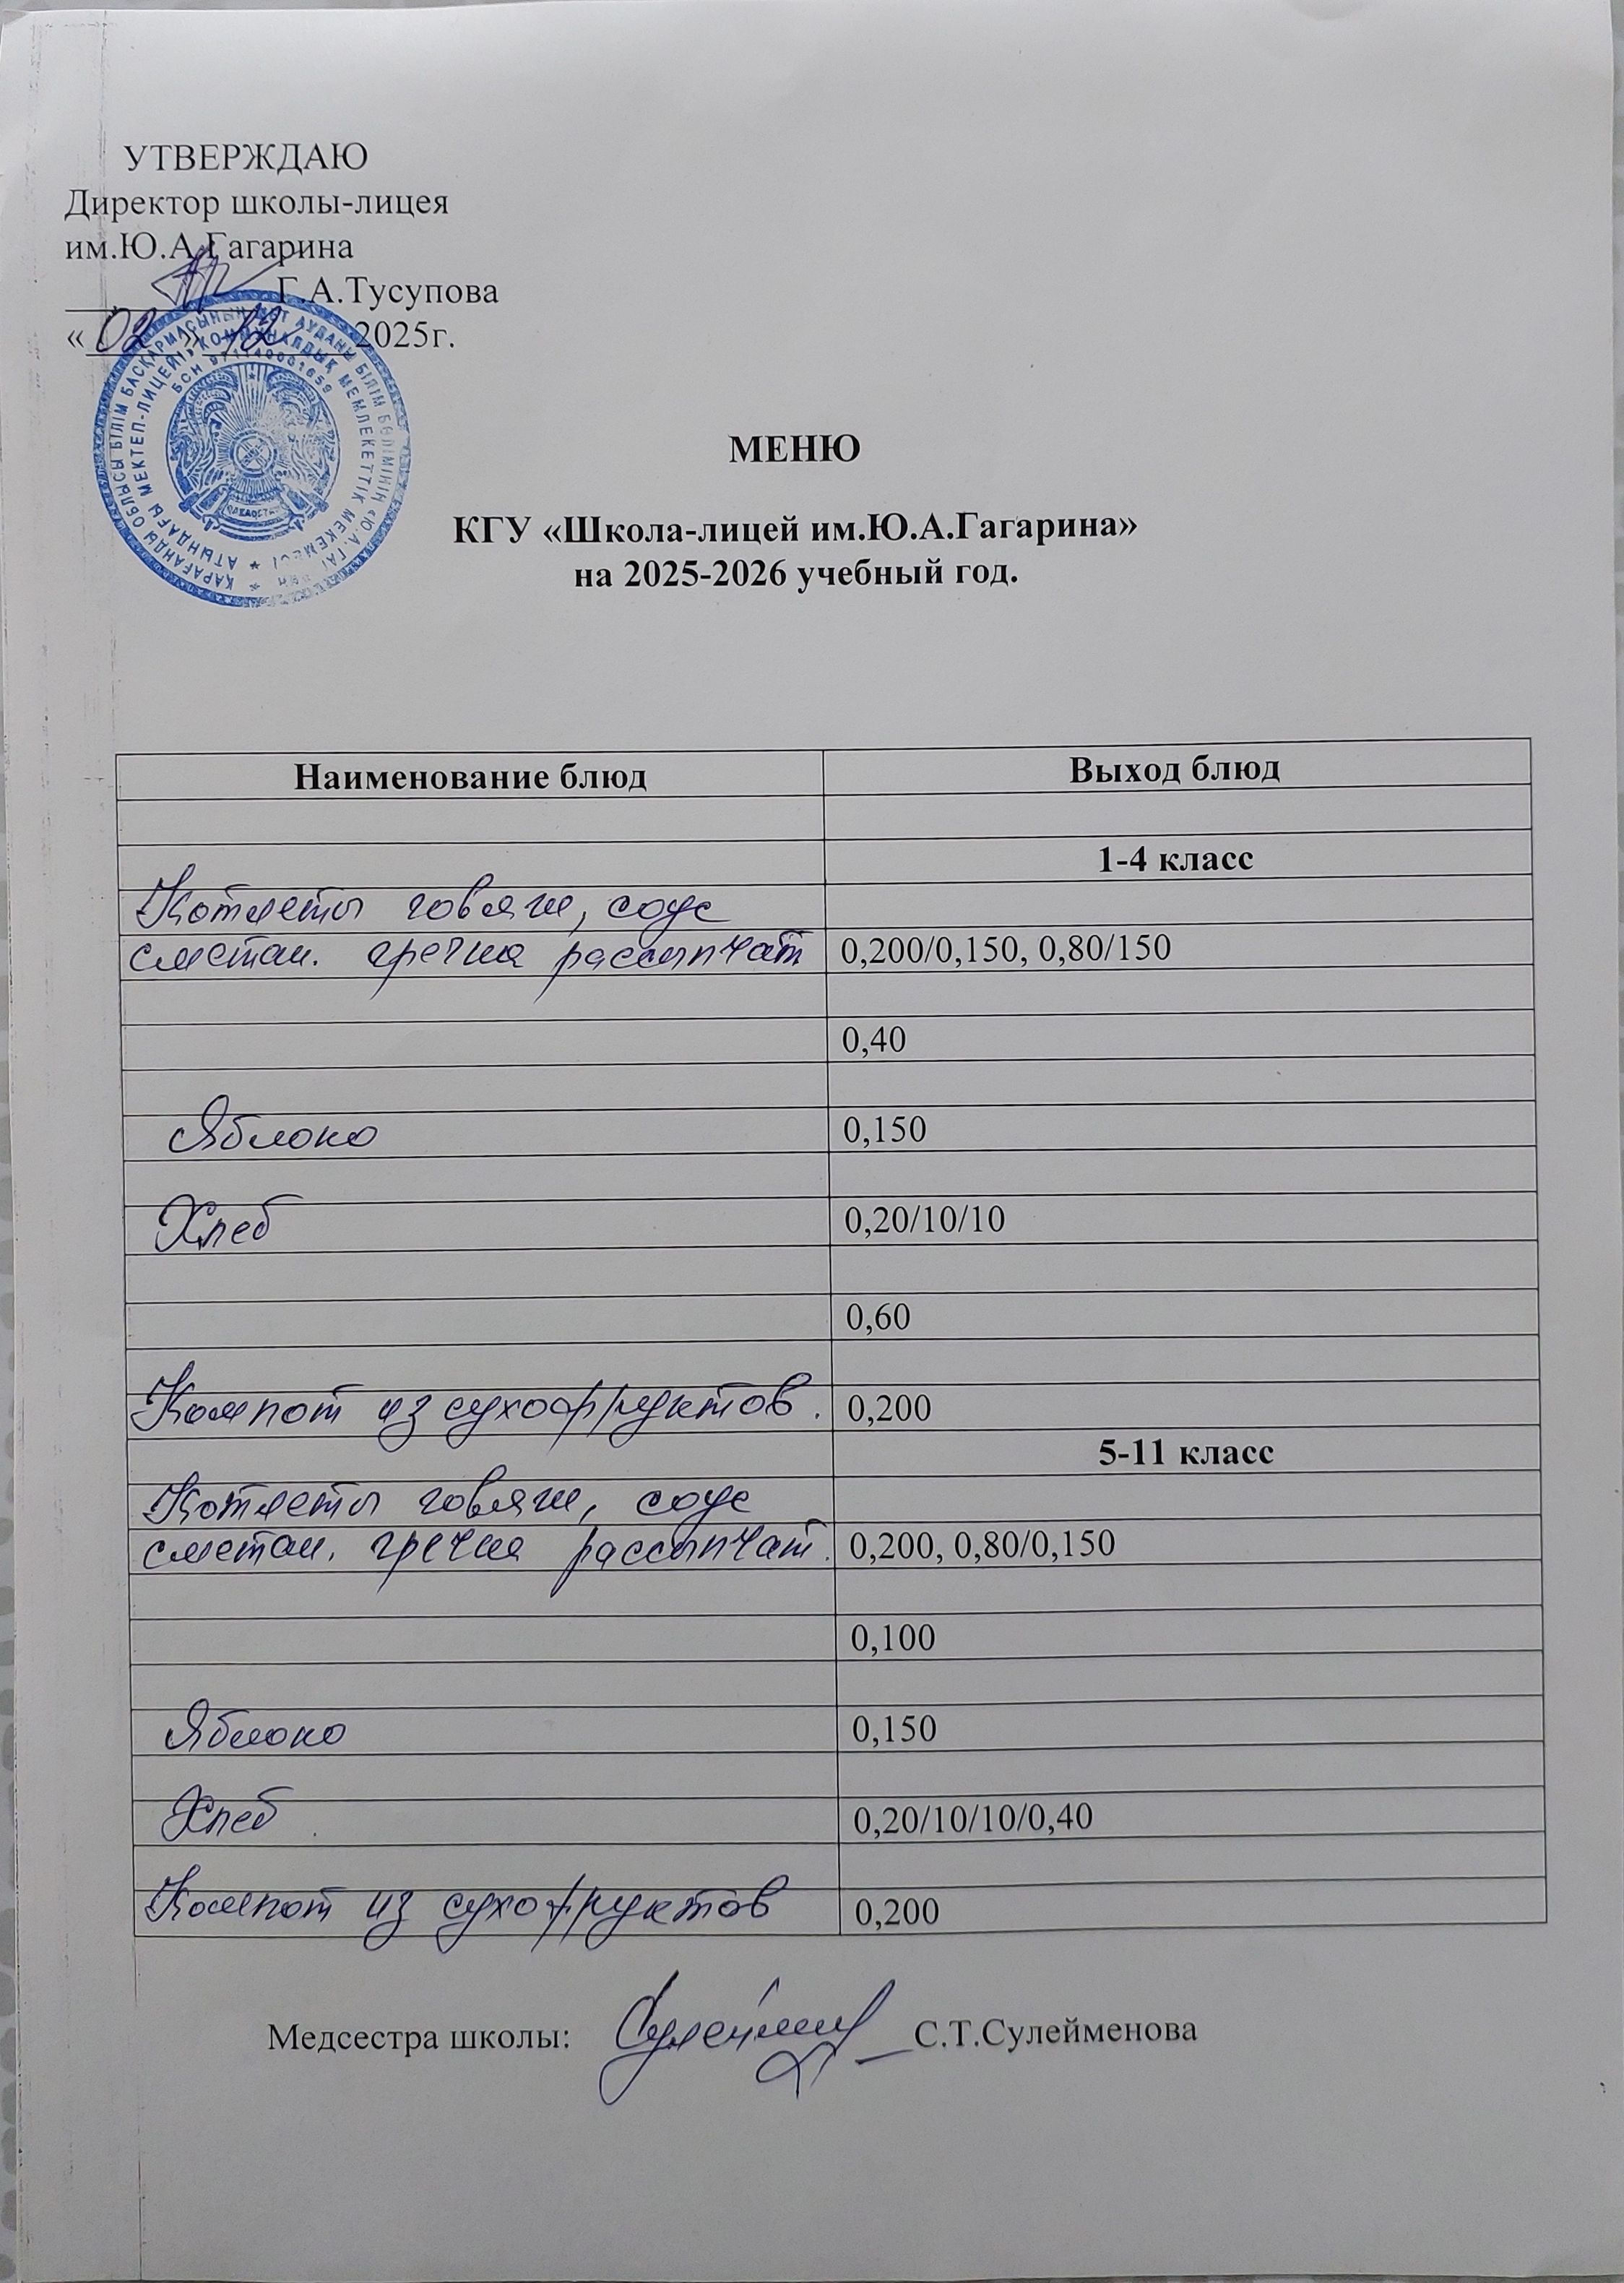 УТВЕРЖДАЮ
Директор школы-лицея
им.Ю.А.Гагарина
Г.А.Тусупова
«02» 12 2025г.
МЕНЮ
КГУ «Школа-лицей им.Ю.А.Гагарина»
на 2025-2026 учебный год.
Наименование блюд Выход блюд
1-4 класс
Котлеты говяжи, соус
сметан. гречка рассыпчат 0,200/0,150, 0,80/150
0,40
Яблоко 0,150
Хлеб 0,20/10/10
0,60
Компот из сухофруктов. 0,200
5-11 класс
Котлеты говяжи, соус
сметан. гречка рассыпчат. 0,200, 0,80/0,150
0,100
Яблоко 0,150
Хлеб 0,20/10/10/0,40
Компот из сухофруктов 0,200
Медсестра школы: С.Т.Сулейменова